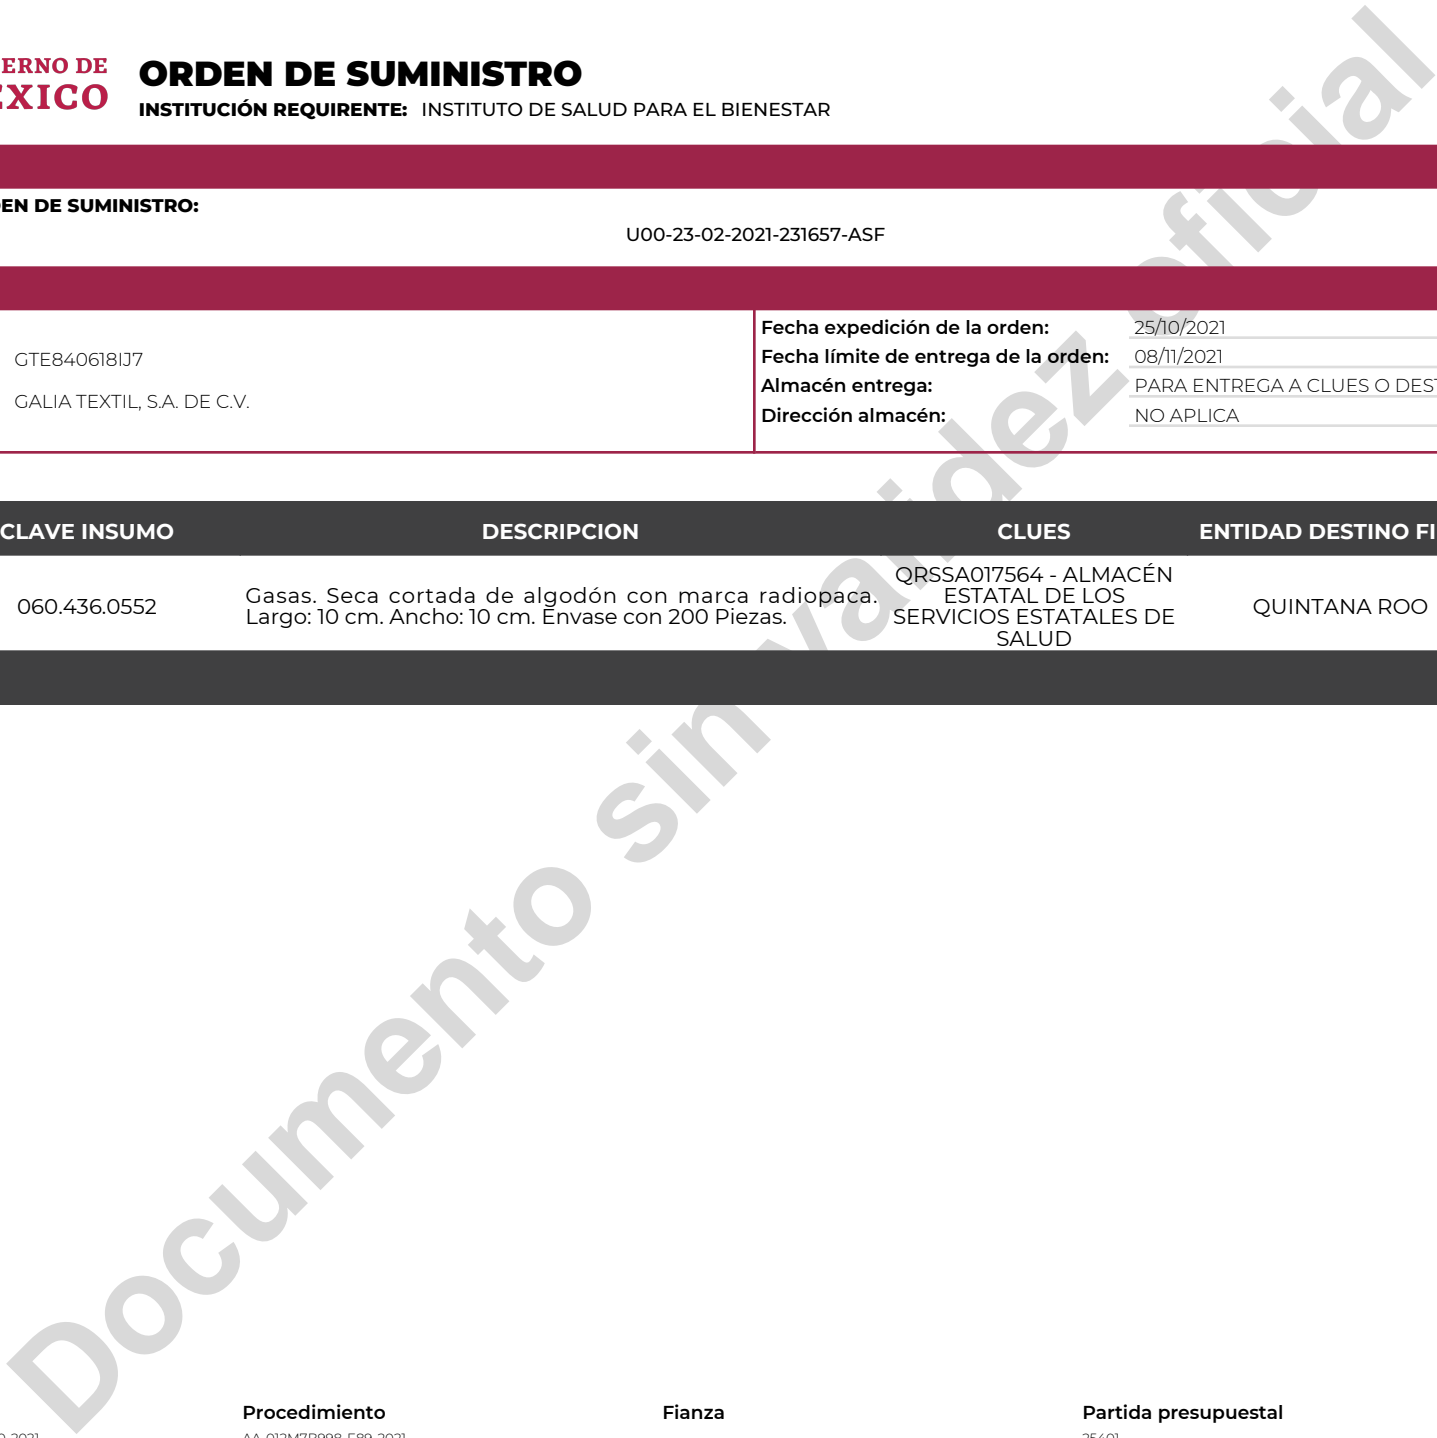 ERNO DE
EXICO
ORDEN DE SUMINISTRO
INSTITUCIÓN REQUIRENTE: INSTITUTO DE SALUD PARA EL BIENESTAR
EN DE SUMINISTRO:
U00-23-02-2021-231657-ASF
GTE840618IJ7
GALIA TEXTIL, S.A. DE C.V.
Fecha expedición de la orden: 25/10/2021
Fecha límite de entrega de la orden: 08/11/2021
Almacén entrega: PARA ENTREGA A CLUES O DEST
Dirección almacén: NO APLICA
CLAVE INSUMO DESCRIPCION CLUES ENTIDAD DESTINO FI
060.436.0552
Gasas. Seca cortada de algodón con marca radiopaca.
Largo: 10 cm. Ancho: 10 cm. Envase con 200 Piezas.
QRSSA017564 - ALMACÉN
ESTATAL DE LOS
SERVICIOS ESTATALES DE
SALUD
QUINTANA ROO
Documento sin validez oficial
Procedimiento Fianza Partida presupuestal